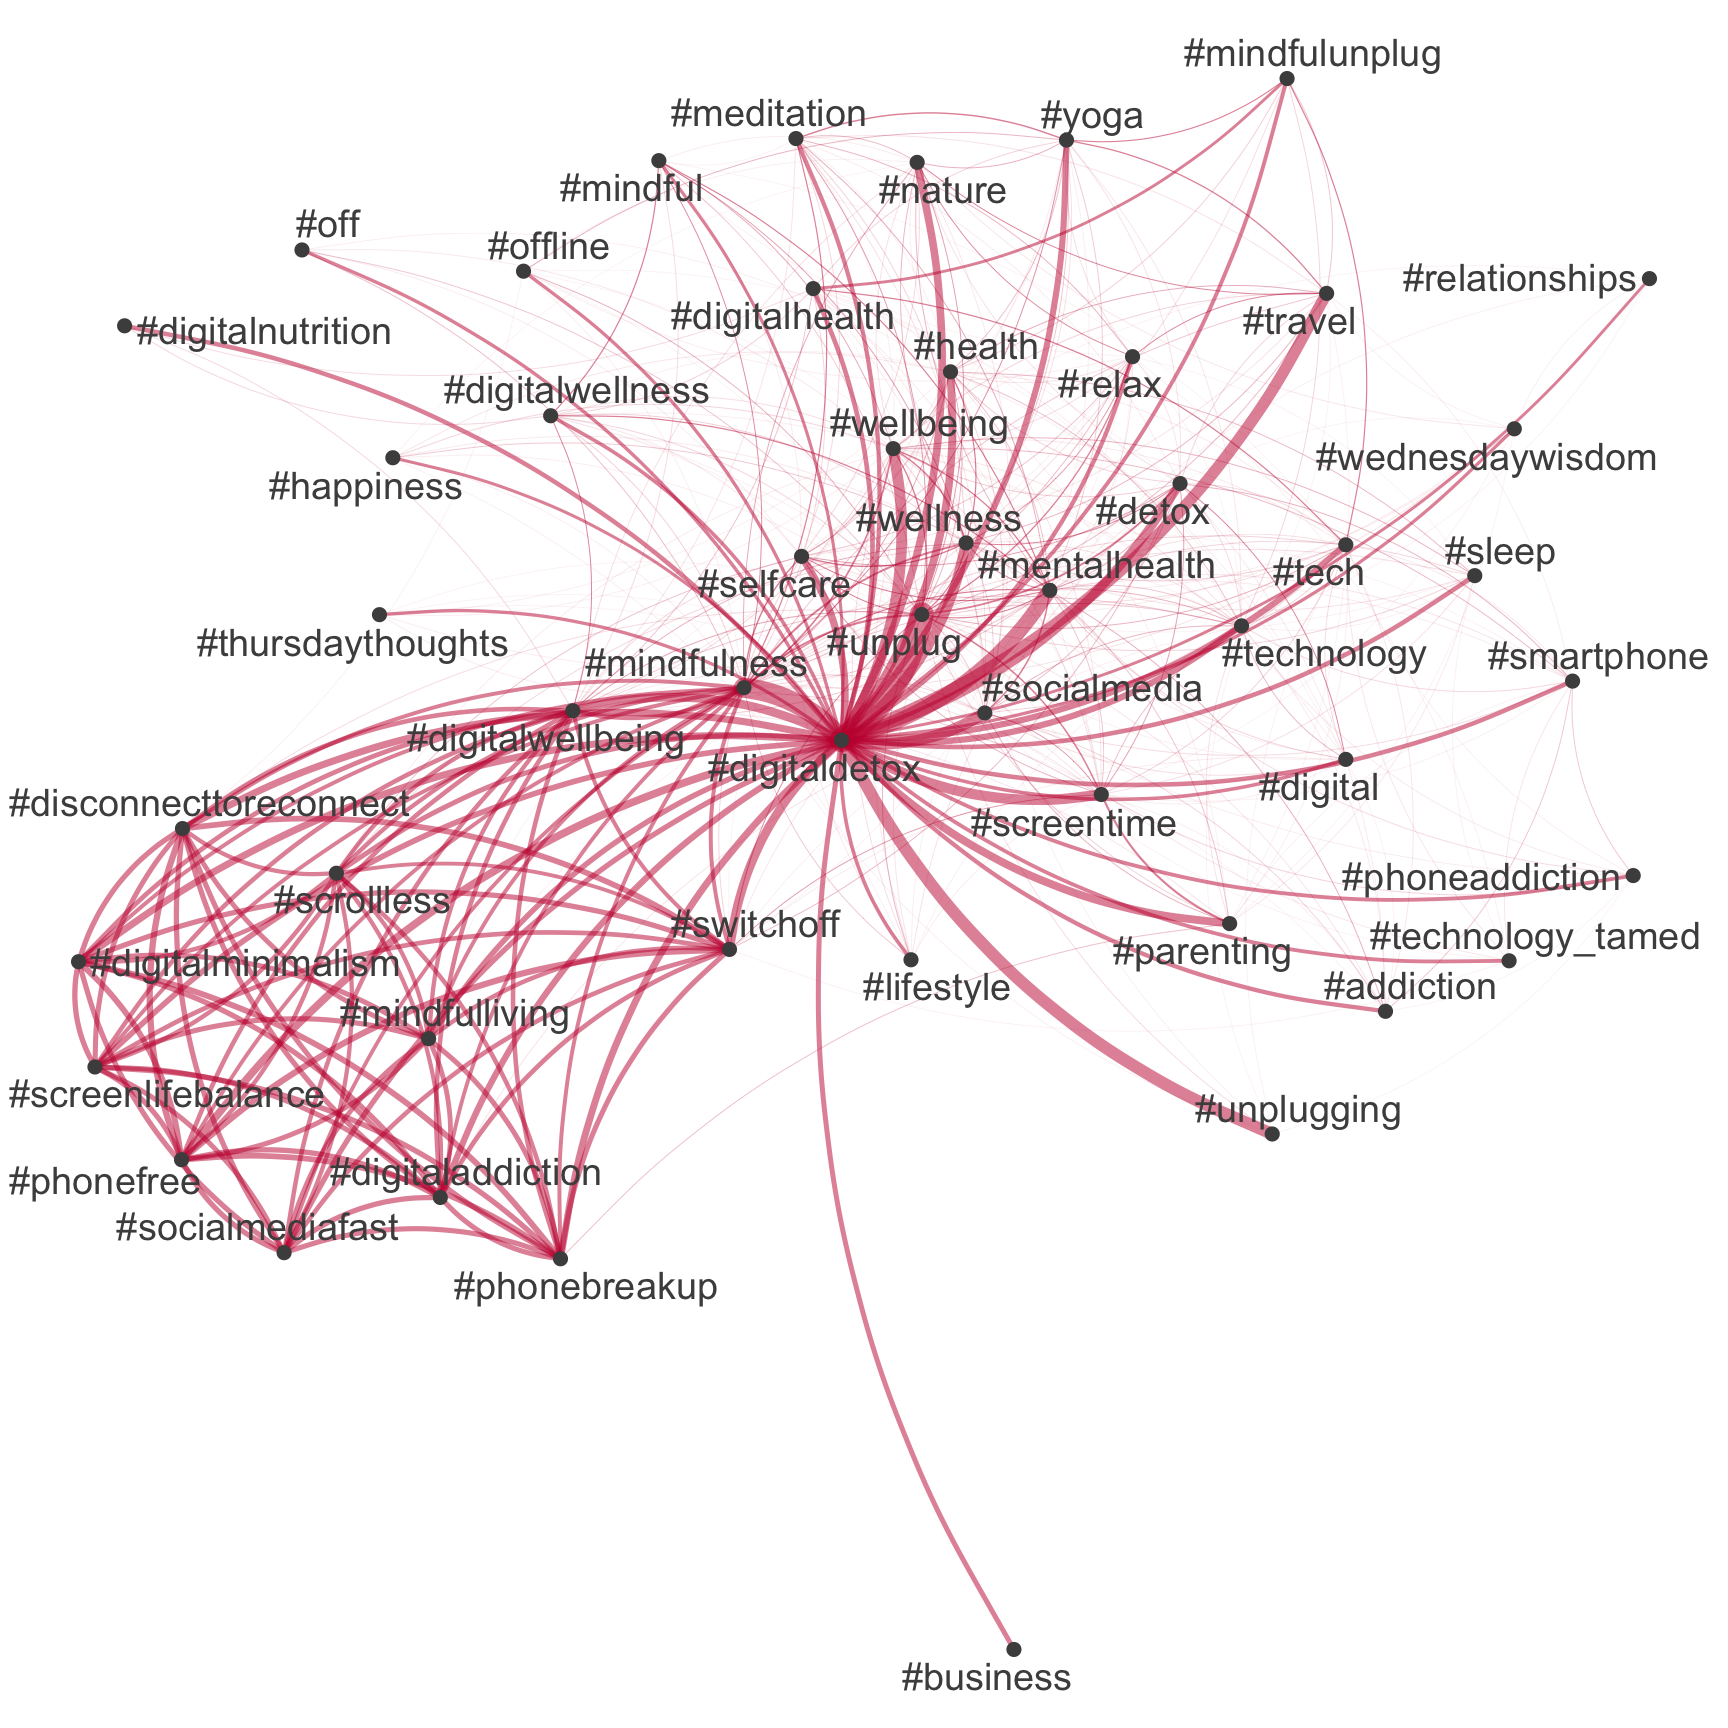 #mindfulunplug
#meditation
#yoga
#mindful
#nature
#off
#offline
#relationships
#digitalnutrition
#digitalhealth
#travel
#health
#relax
#digitalwellness
#wellbeing
#wednesdaywisdom
#happiness
#wellness
#detox
#sleep
#selfcare
#mentalhealth
#tech
#thursdaythoughts
#unplug
#mindfulness
#technology
#smartphone
#socialmedia
#digitalwellbeing
#digitaldetox
#digital
#disconnecttoreconnect
#screentime
#phoneaddiction
#scrollless
#switchoff
#parenting
#technology_tamed
#digitalminimalism
#lifestyle
#addiction
#mindfulliving
#screenlifebalance
#unplugging
#phonefree
#digitaladdiction
#socialmediafast
#phonebreakup
#business